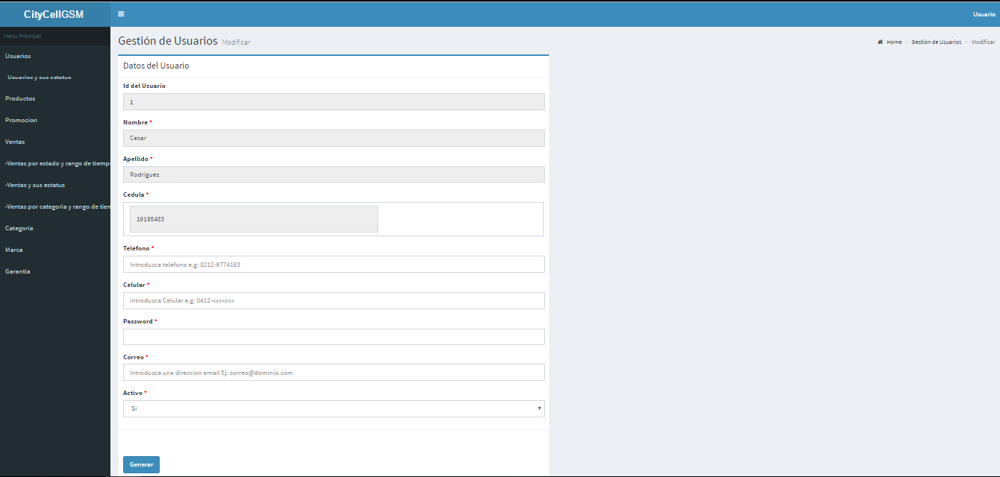 CityCellGSM
Usuario
Menu Principal
Usuarios
Usuarios y sus estatus
Productos
Promocion
Ventas
-Ventas por estado y rango de tiempo
-Ventas y sus estatus
-Ventas por categoria y rango de tien
Categoria
Marca
Garantia
Gestión de Usuarios Modificar
Home > Gestión de Usuarios > Modificar
Datos del Usuario
Id del Usuario
1
Nombre *
Cesar
Apellido *
Rodriguez
Cedula *
19195483
Teléfono *
Introduzca teléfono e.g: 0212-9774183
Celular *
Introduzca Celular e.g: 0412-xxxxxxx
Password *
Correo *
Introduzca una direccion email Ej: correo@dominio.com
Activo *
Si
Generar